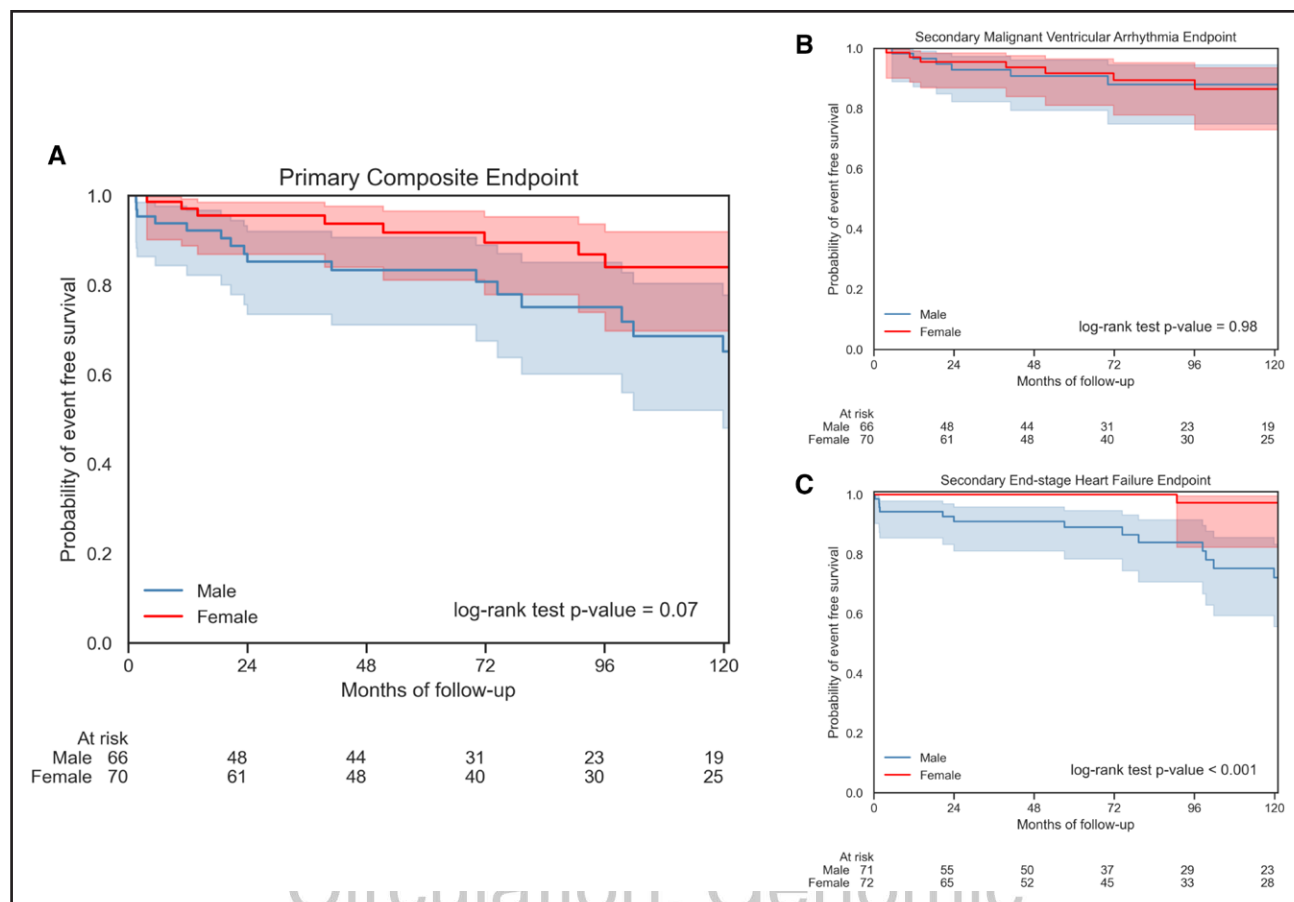 A
Primary Composite Endpoint
Probability of event free survival
1.0
0.8
0.6
0.4
0.2
0.0
Male
Female
log-rank test p-value = 0.07
0 24 48 72 96 120
Months of follow-up
At risk
Male 66 48 44 31 23 19
Female 70 61 48 40 30 25
B
Secondary Malignant Ventricular Arrhythmia Endpoint
Probability of event free survival
1.0
0.8
0.6
0.4
0.2
0.0
Male
Female
log-rank test p-value = 0.98
0 24 48 72 96 120
Months of follow-up
At risk
Male 66 48 44 31 23 19
Female 70 61 48 40 30 25
C
Secondary End-stage Heart Failure Endpoint
Probability of event free survival
1.0
0.8
0.6
0.4
0.2
0.0
Male
Female
log-rank test p-value < 0.001
0 24 48 72 96 120
Months of follow-up
At risk
Male 71 55 50 37 29 23
Female 72 65 52 45 33 28